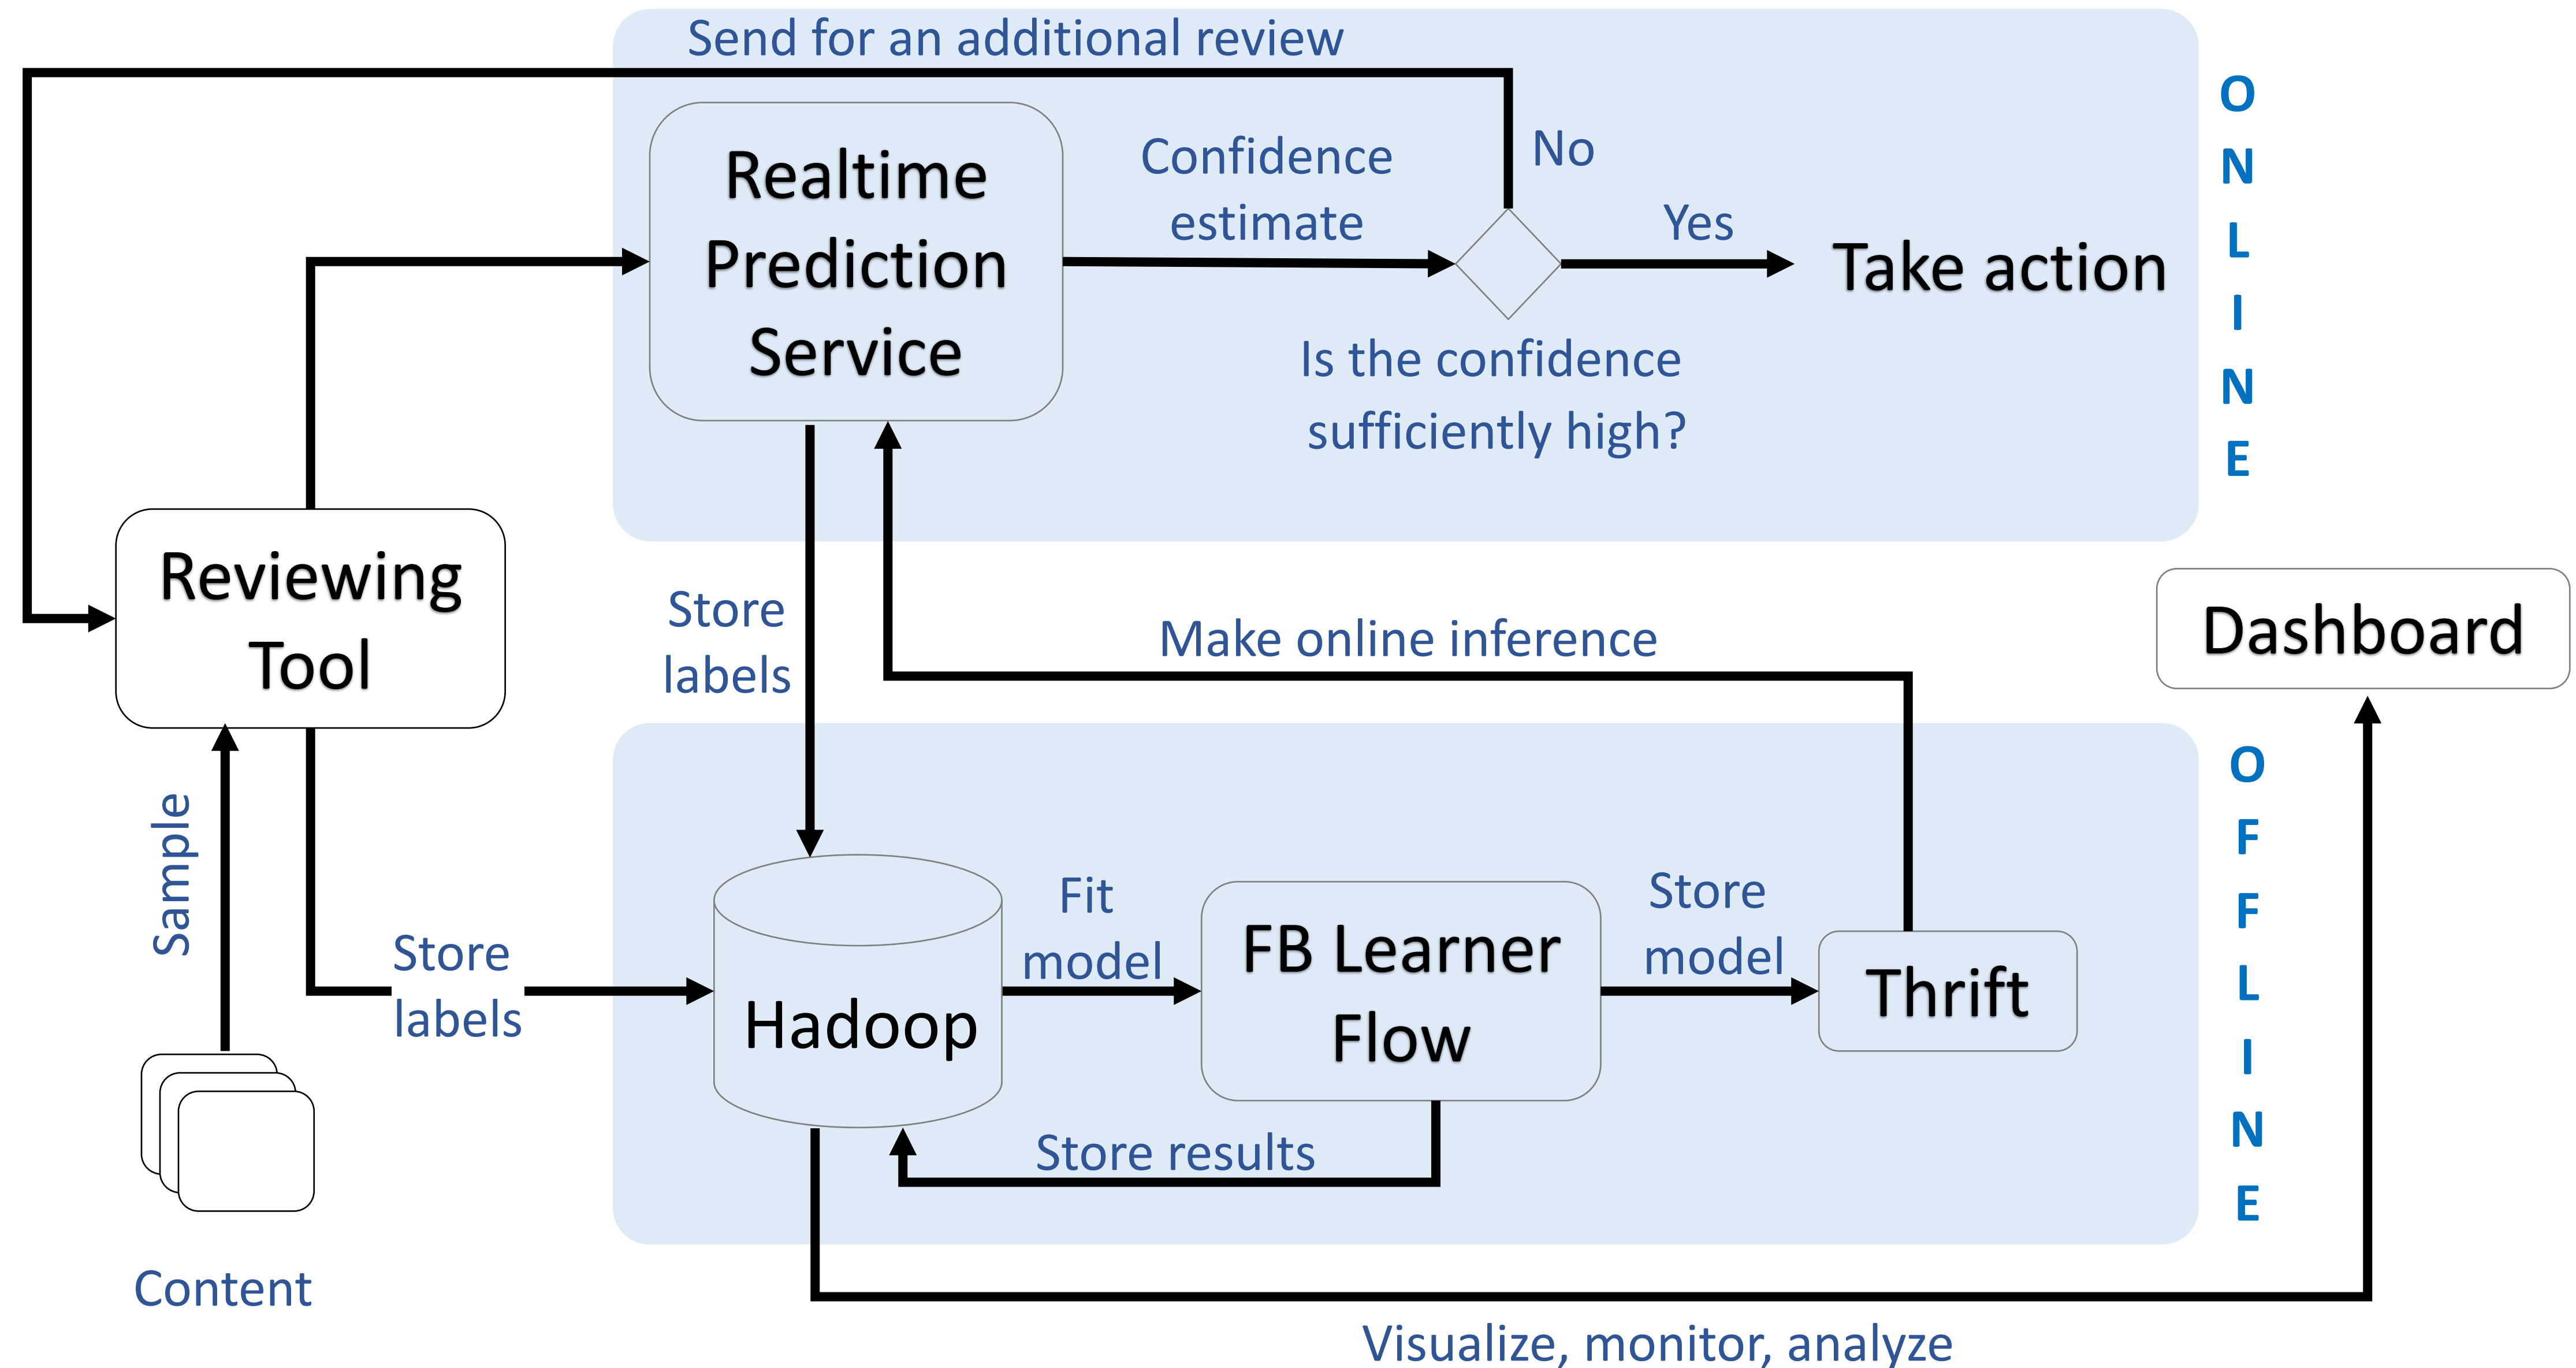 Send for an additional review
Realtime
Prediction
Service
Confidence
estimate
No
Yes
Take action
Is the confidence
sufficiently high?
ONLINE
Reviewing
Tool
Store
labels
Make online inference
Dashboard
Sample
Store
labels
Content
Hadoop
Fit
model
FB Learner
Flow
Store
model
Thrift
Store results
OFFLINE
Visualize, monitor, analyze